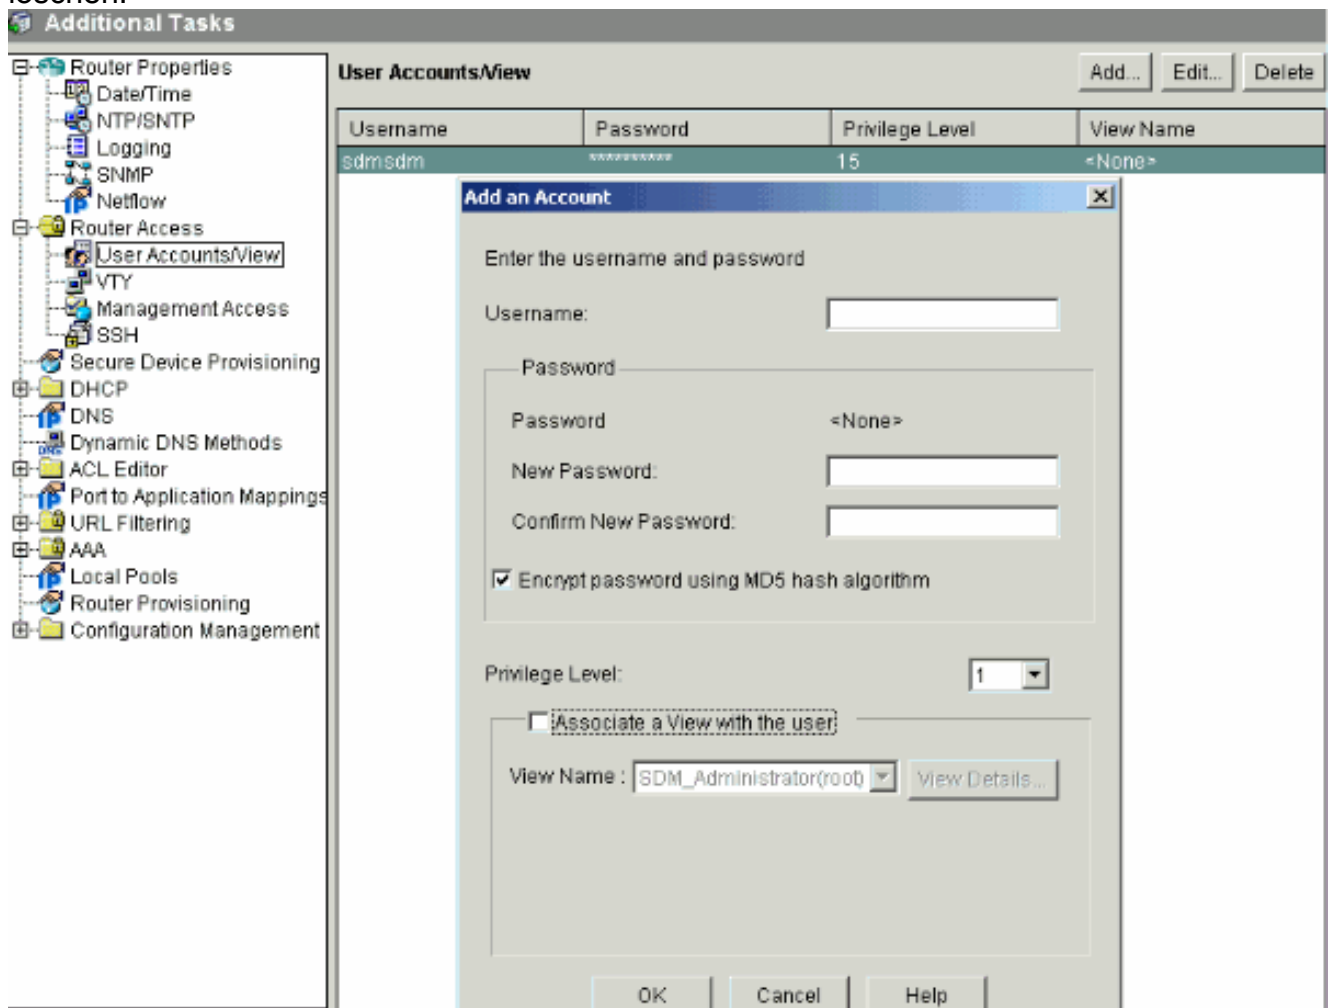 löschen.
Additional Tasks
Router Properties
Date/Time
NTP/SNTP
Logging
SNMP
Netflow
Router Access
User Accounts/View
VTY
Management Access
SSH
Secure Device Provisioning
DHCP
DNS
Dynamic DNS Methods
ACL Editor
Port to Application Mappings
URL Filtering
AAA
Local Pools
Router Provisioning
Configuration Management
User Accounts/View
Add... Edit... Delete
Username Password Privilege Level View Name
sdmsdm ********** 15 <None>
Add an Account
Enter the username and password
Username:
Password
Password <None>
New Password:
Confirm New Password:
Encrypt password using MD5 hash algorithm
Privilege Level: 1
Associate a View with the user
View Name : SDM_Administrator(root) View Details...
OK Cancel Help